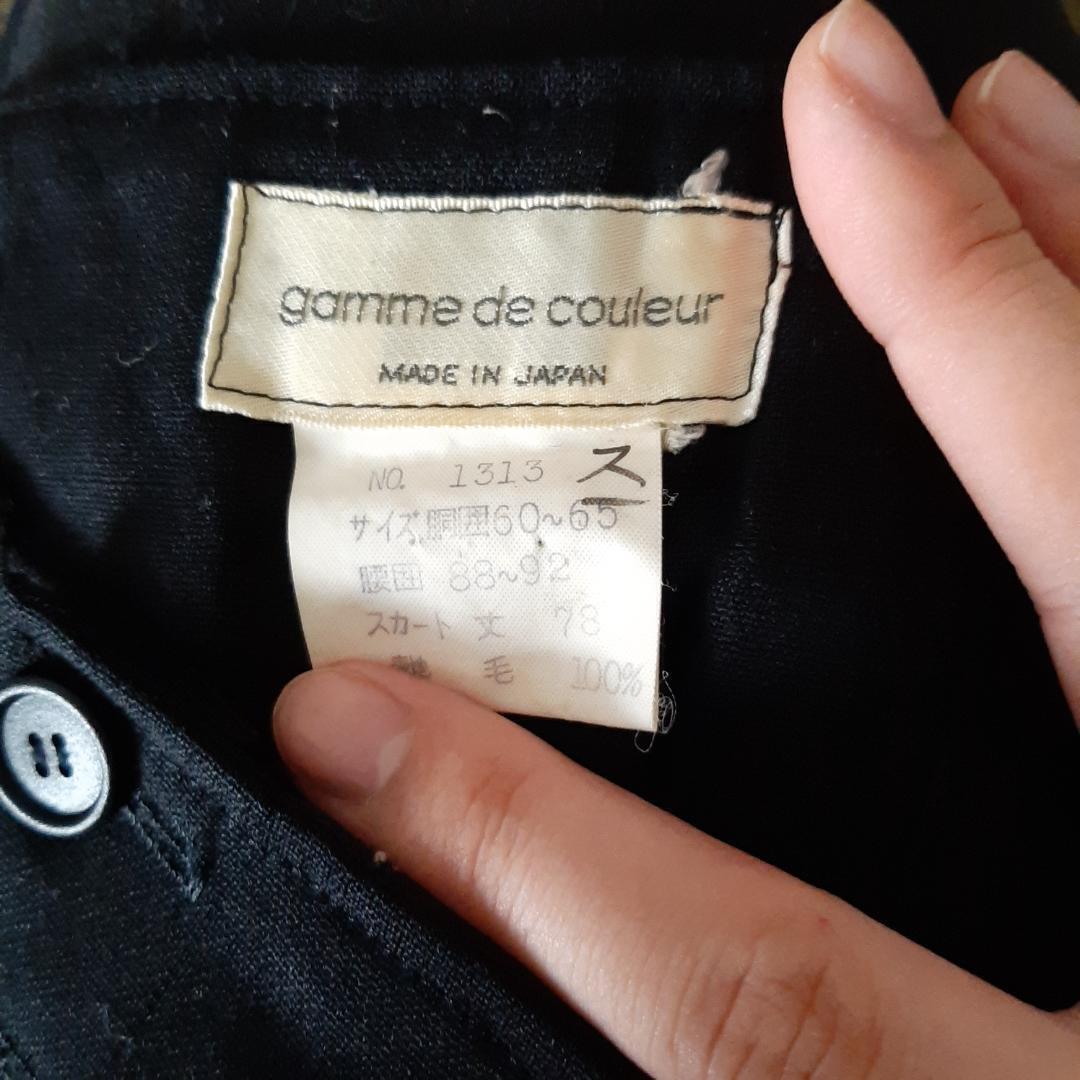 gamme de couleur
MADE IN JAPAN
NO. 1313 ス
サイズ胴囲60~65
腰囲 88~92
スカート 丈 78
毛 100%